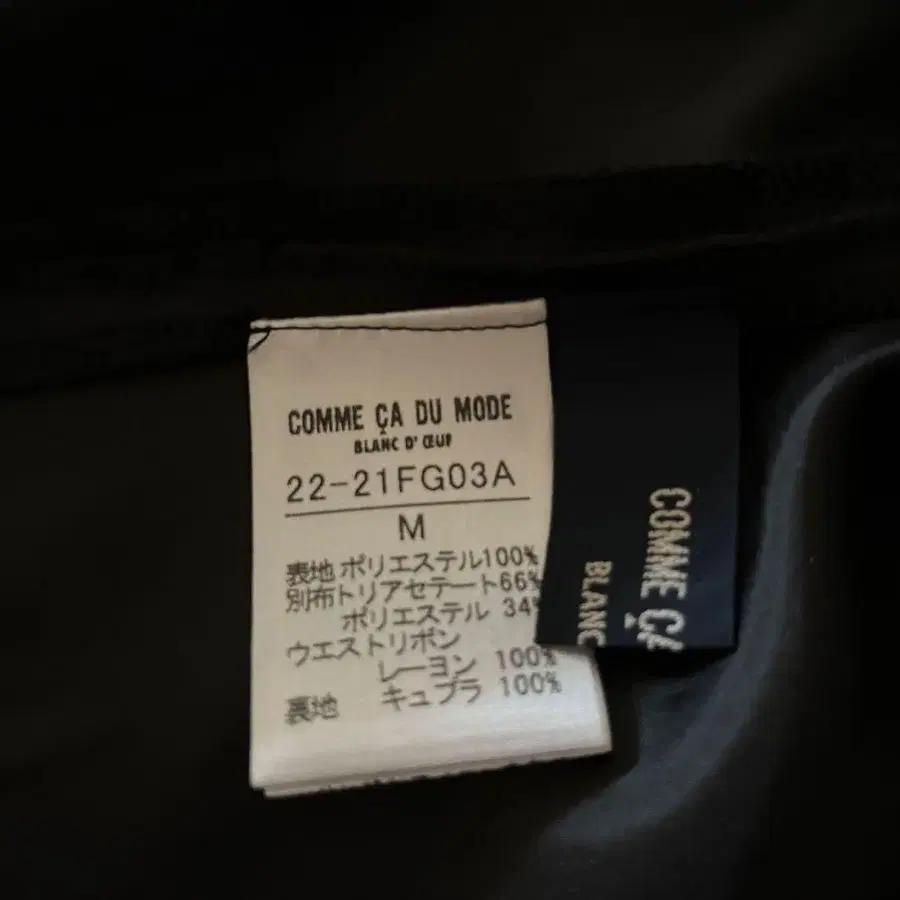 COMME ÇA DU MODE
BLANC D'ŒUF
22-21FG03A
M
表地 ポリエステル100%
別布トリアセテート66%
ポリエステル 34%
ウエストリボン
レーヨン 100%
裏地 キュプラ 100%
COMME ÇA
BLANC